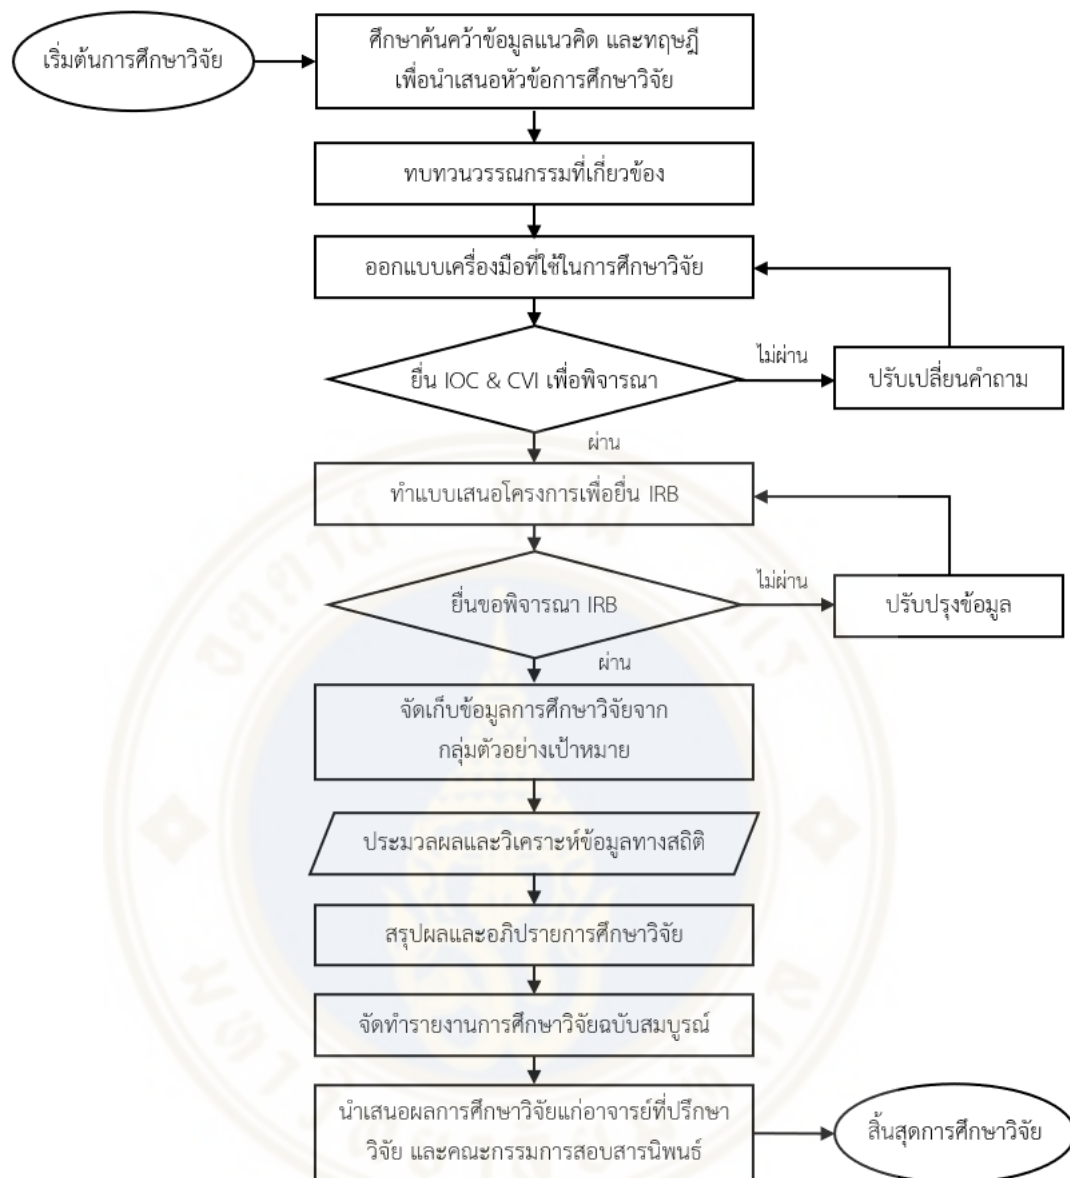 เริ่มต้นการศึกษาวิจัย
ศึกษาค้นคว้าข้อมูลแนวคิด และทฤษฎี
เพื่อนำเสนอหัวข้อการศึกษาวิจัย
ทบทวนวรรณกรรมที่เกี่ยวข้อง
ออกแบบเครื่องมือที่ใช้ในการศึกษาวิจัย
ยื่น IOC & CVI เพื่อพิจารณา
ไม่ผ่าน
ปรับเปลี่ยนคำถาม
ผ่าน
ทำแบบเสนอโครงการเพื่อยื่น IRB
ยื่นขอพิจารณา IRB
ไม่ผ่าน
ปรับปรุงข้อมูล
ผ่าน
จัดเก็บข้อมูลการศึกษาวิจัยจาก
กลุ่มตัวอย่างเป้าหมาย
ประมวลผลและวิเคราะห์ข้อมูลทางสถิติ
สรุปผลและอภิปรายการศึกษาวิจัย
จัดทำรายงานการศึกษาวิจัยฉบับสมบูรณ์
นำเสนอผลการศึกษาวิจัยแก่อาจารย์ที่ปรึกษา
วิจัย และคณะกรรมการสอบสารนิพนธ์
สิ้นสุดการศึกษาวิจัย